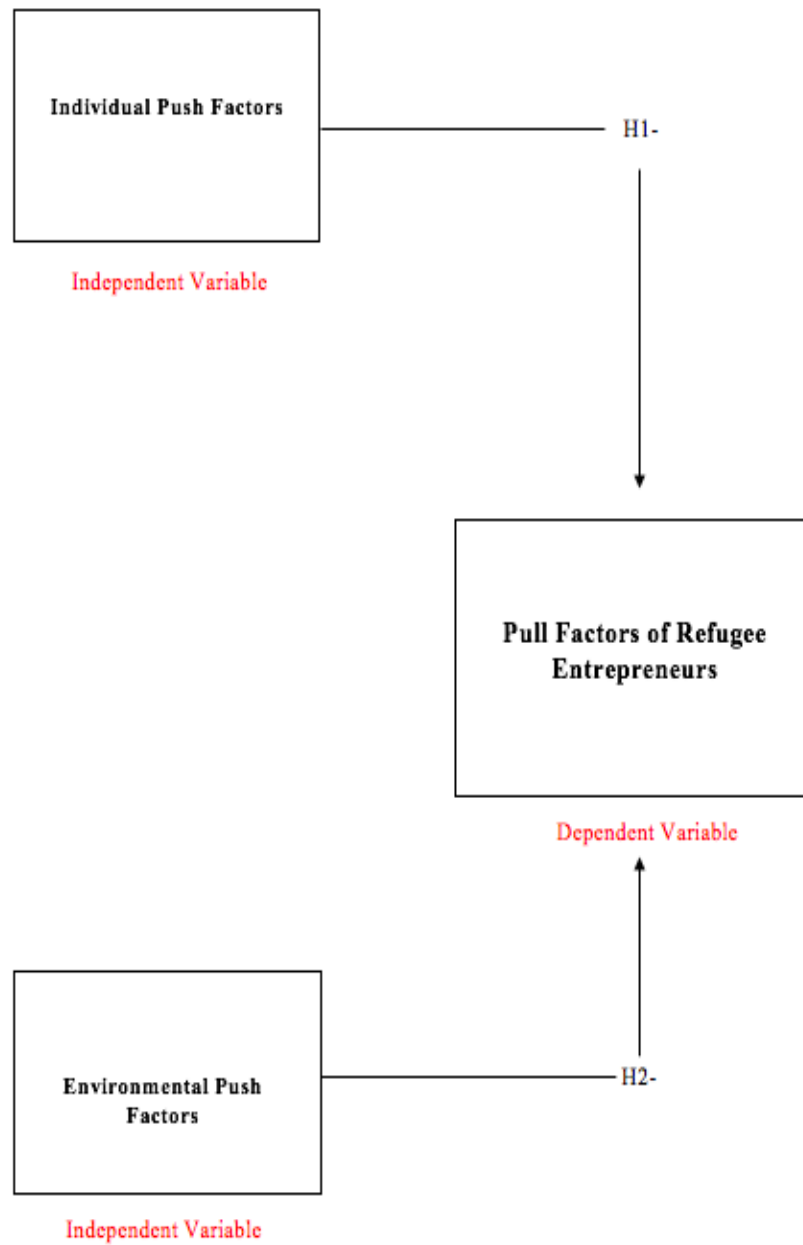 Individual Push Factors
H1-
Independent Variable
Pull Factors of Refugee
Entrepreneurs
Dependent Variable
Environmental Push
Factors
H2-
Independent Variable